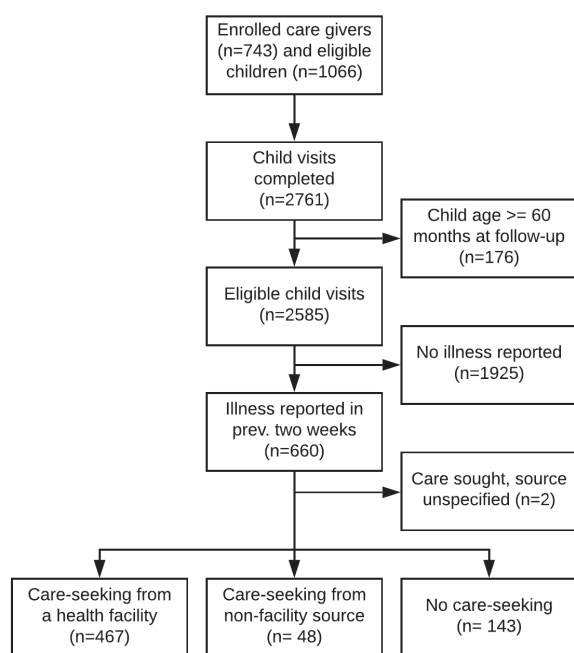 Enrolled care givers
(n=743) and eligible
children (n=1066)
Child visits
completed
(n=2761)
Child age >= 60
months at follow-up
(n=176)
Eligible child visits
(n=2585)
No illness reported
(n=1925)
Illness reported in
prev. two weeks
(n=660)
Care sought, source
unspecified (n=2)
Care-seeking from
a health facility
(n=467)
Care-seeking from
non-facility source
(n= 48)
No care-seeking
(n= 143)